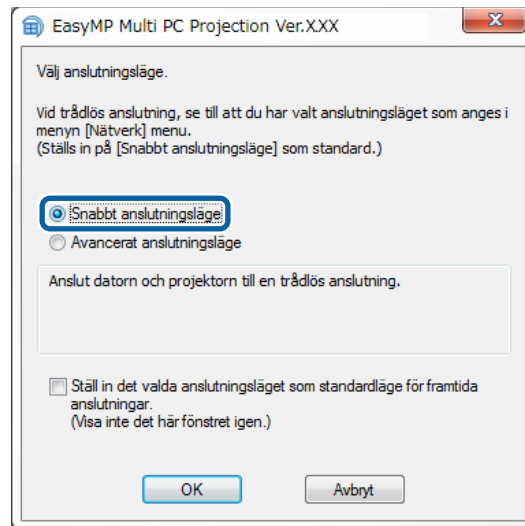 EasyMP Multi PC Projection Ver.XXX
Välj anslutningsläge.
Vid trådlös anslutning, se till att du har valt anslutningsläget som anges i
menyn [Nätverk] menu.
(Ställs in på [Snabbt anslutningsläge] som standard.)
Snabbt anslutningsläge
Avancerat anslutningsläge
Anslut datorn och projektorn till en trådlös anslutning.
Ställ in det valda anslutningsläget som standardläge för framtida
anslutningar.
(Visa inte det här fönstret igen.)
OK Avbryt